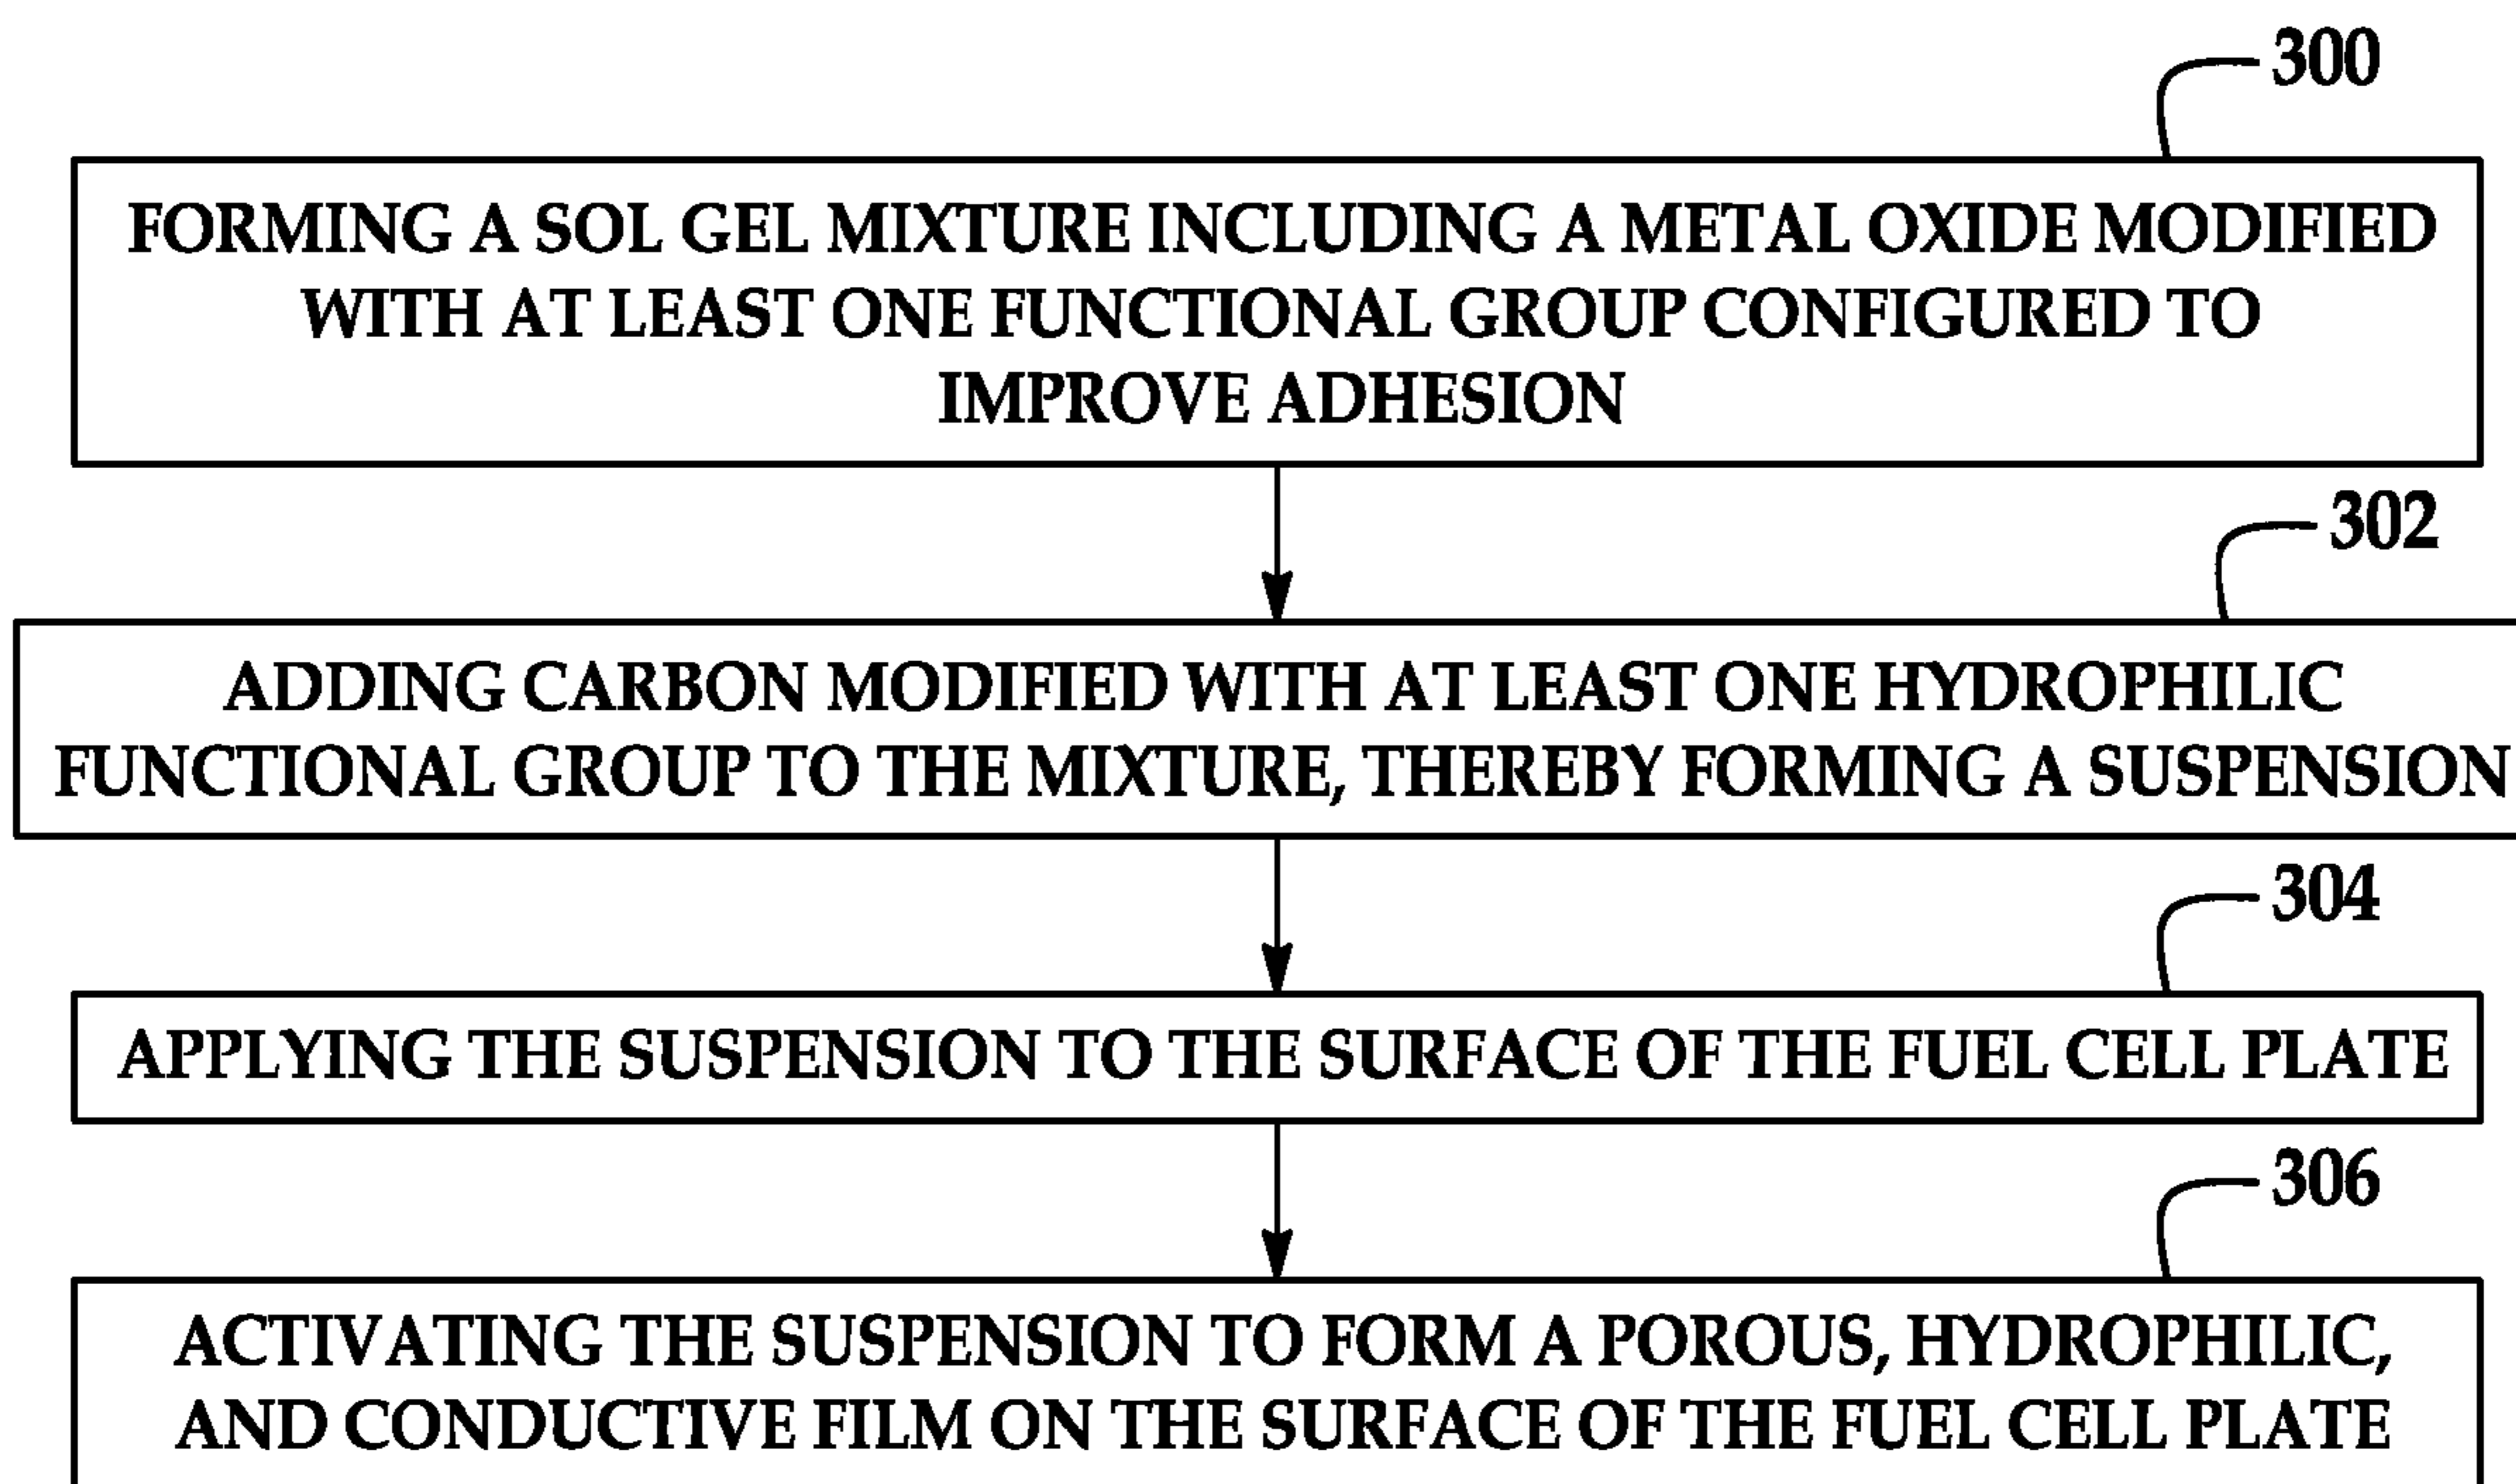 300
FORMING A SOL GEL MIXTURE INCLUDING A METAL OXIDE MODIFIED
WITH AT LEAST ONE FUNCTIONAL GROUP CONFIGURED TO
IMPROVE ADHESION
302
ADDING CARBON MODIFIED WITH AT LEAST ONE HYDROPHILIC
FUNCTIONAL GROUP TO THE MIXTURE, THEREBY FORMING A SUSPENSION
304
APPLYING THE SUSPENSION TO THE SURFACE OF THE FUEL CELL PLATE
306
ACTIVATING THE SUSPENSION TO FORM A POROUS, HYDROPHILIC,
AND CONDUCTIVE FILM ON THE SURFACE OF THE FUEL CELL PLATE